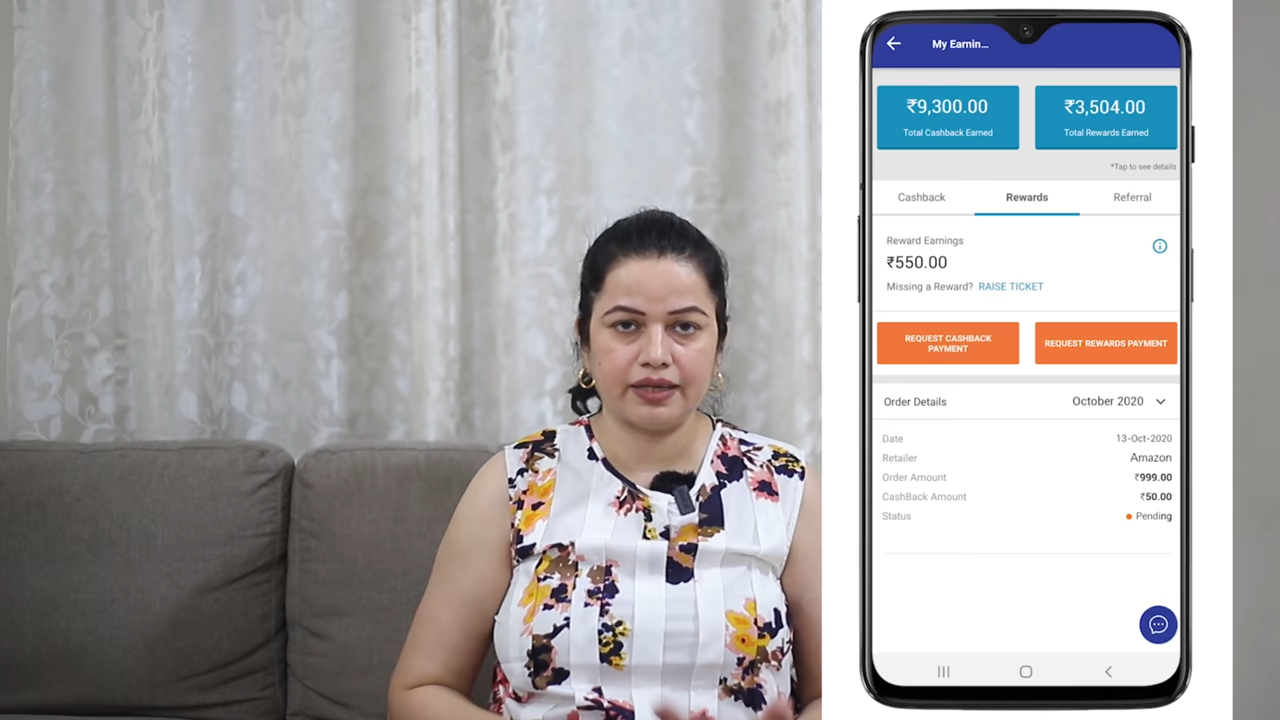 My Earnin...
₹9,300.00
Total Cashback Earned
₹3,504.00
Total Rewards Earned
*Tap to see details
Cashback
Rewards
Referral
Reward Earnings
₹550.00
Missing a Reward? RAISE TICKET
REQUEST CASHBACK
PAYMENT
REQUEST REWARDS PAYMENT
Order Details
October 2020
Date
13-Oct-2020
Retailer
Amazon
Order Amount
₹999.00
CashBack Amount
₹50.00
Status
Pending